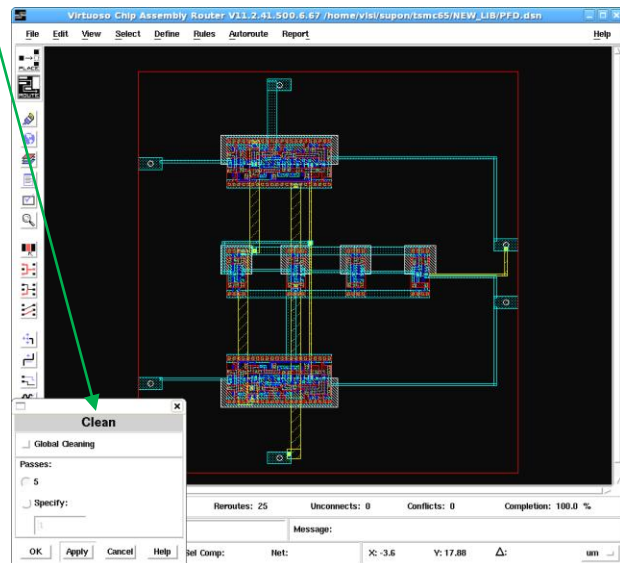 Virtuoso Chip Assembly Router V11.2.41.500.6.67 /home/vlsi/supon/tsmc65/NEW_LIB/PFD.dsn
File Edit View Select Define Rules Autoroute Report Help
PLACE
ROUTE
Clean
Global Cleaning
Passes:
5
Specify:
1
OK Apply Cancel Help
Reroutes: 25 Unconnects: 0 Conflicts: 0 Completion: 100.0 %
Message:
Sel Comp: Net: X: -3.6 Y: 17.88 Δ: um